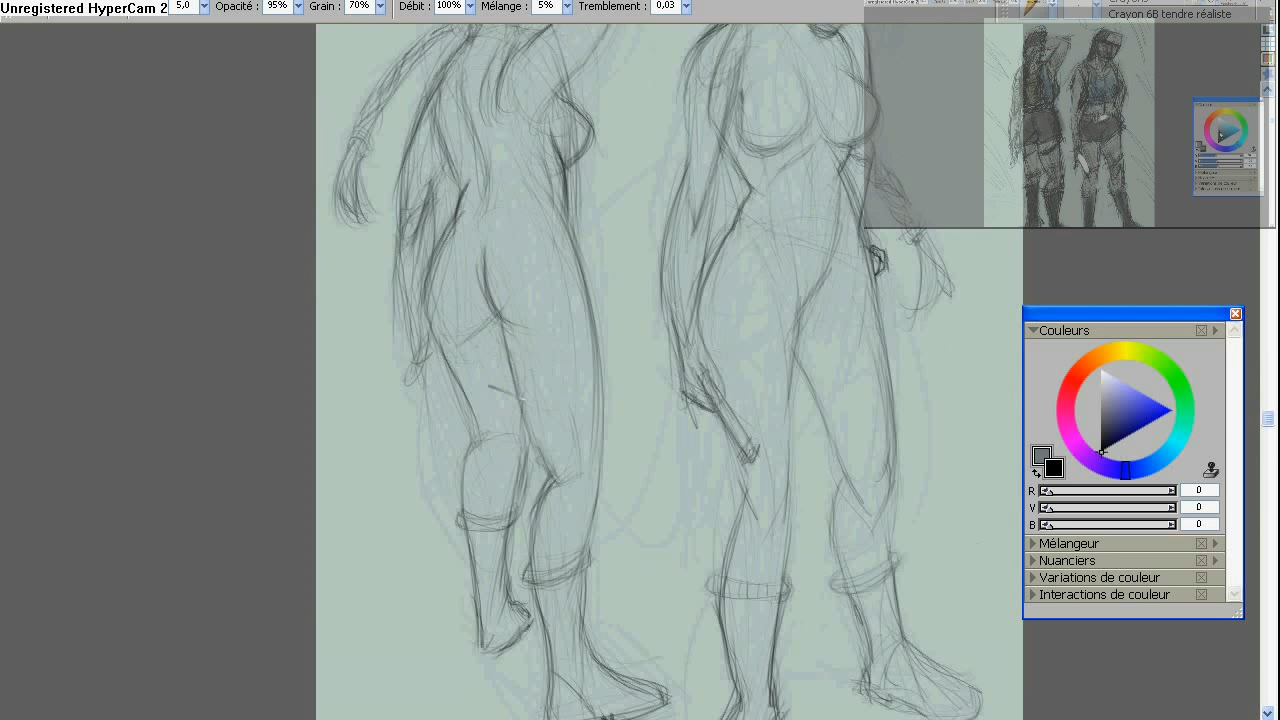 Unregistered HyperCam 2 5,0 Opacité : 95% Grain : 70% Débit : 100% Mélange : 5% Tremblement : 0,03
Crayon 6B tendre réaliste
Couleurs
R 0
V 0
B 0
Mélangeur
Nuanciers
Variations de couleur
Interactions de couleur